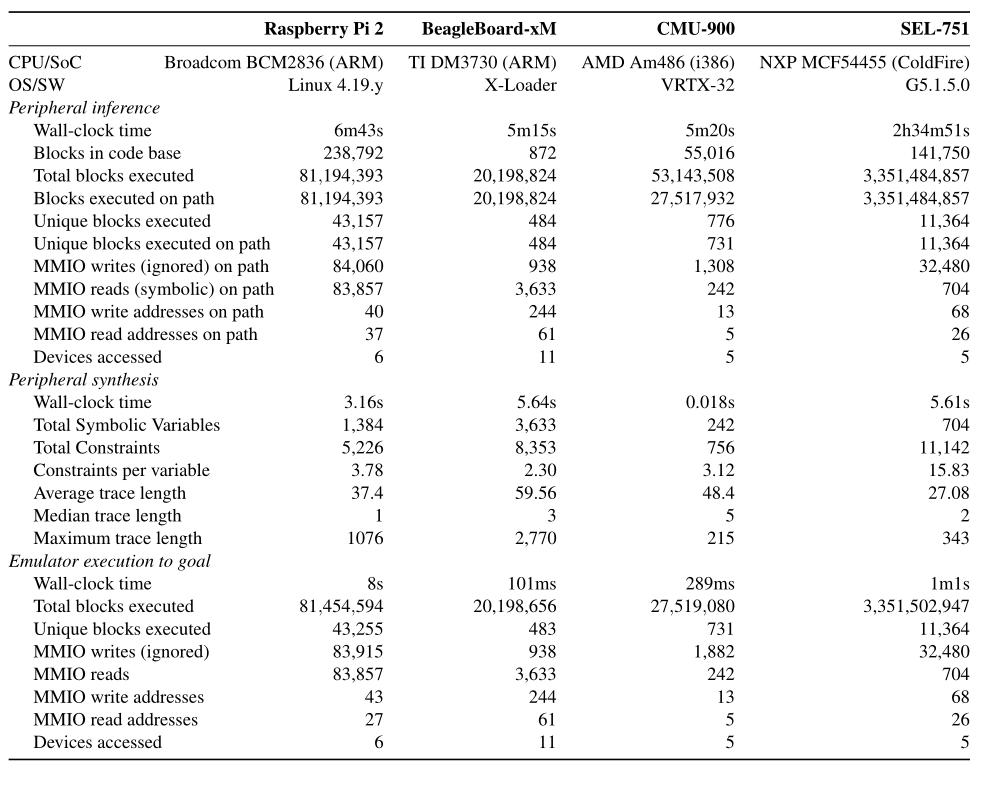 Raspberry Pi 2 BeagleBoard-xM CMU-900 SEL-751
CPU/SoC Broadcom BCM2836 (ARM) TI DM3730 (ARM) AMD Am486 (i386) NXP MCF54455 (ColdFire)
OS/SW Linux 4.19.y X-Loader VRTX-32 G5.1.5.0
Peripheral inference
Wall-clock time 6m43s 5m15s 5m20s 2h34m51s
Blocks in code base 238,792 872 55,016 141,750
Total blocks executed 81,194,393 20,198,824 53,143,508 3,351,484,857
Blocks executed on path 81,194,393 20,198,824 27,517,932 3,351,484,857
Unique blocks executed 43,157 484 776 11,364
Unique blocks executed on path 43,157 484 731 11,364
MMIO writes (ignored) on path 84,060 938 1,308 32,480
MMIO reads (symbolic) on path 83,857 3,633 242 704
MMIO write addresses on path 40 244 13 68
MMIO read addresses on path 37 61 5 26
Devices accessed 6 11 5 5
Peripheral synthesis
Wall-clock time 3.16s 5.64s 0.018s 5.61s
Total Symbolic Variables 1,384 3,633 242 704
Total Constraints 5,226 8,353 756 11,142
Constraints per variable 3.78 2.30 3.12 15.83
Average trace length 37.4 59.56 48.4 27.08
Median trace length 1 3 5 2
Maximum trace length 1076 2,770 215 343
Emulator execution to goal
Wall-clock time 8s 101ms 289ms 1m1s
Total blocks executed 81,454,594 20,198,656 27,519,080 3,351,502,947
Unique blocks executed 43,255 483 731 11,364
MMIO writes (ignored) 83,915 938 1,882 32,480
MMIO reads 83,857 3,633 242 704
MMIO write addresses 43 244 13 68
MMIO read addresses 27 61 5 26
Devices accessed 6 11 5 5